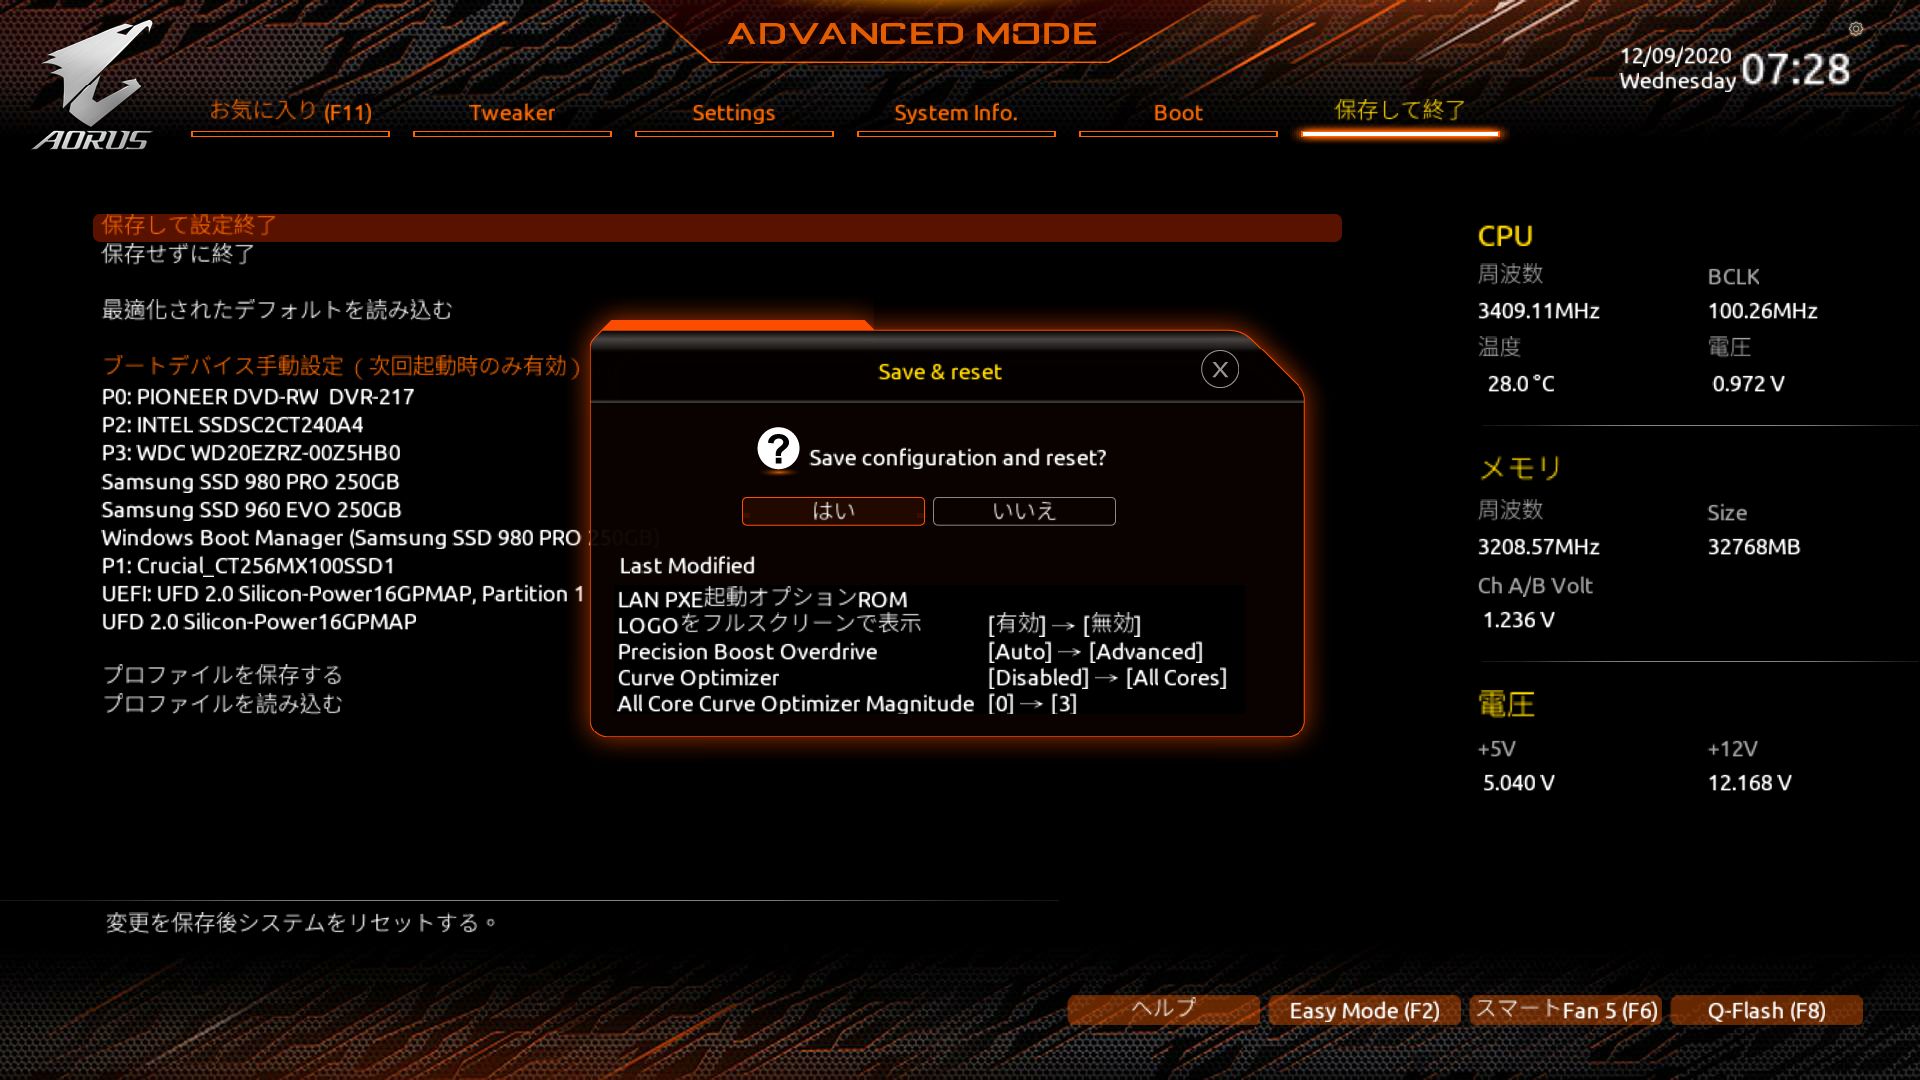 ADVANCED MODE
12/09/2020
Wednesday
07:28
AORUS
お気に入り (F11)
Tweaker
Settings
System Info.
Boot
保存して終了
保存して設定終了
保存せずに終了
最適化されたデフォルトを読み込む
ブートデバイス手動設定 ( 次回起動時のみ有効 )
P0: PIONEER DVD-RW  DVR-217
P2: INTEL SSDSC2CT240A4
P3: WDC WD20EZRZ-00Z5HB0
Samsung SSD 980 PRO 250GB
Samsung SSD 960 EVO 250GB
Windows Boot Manager (Samsung SSD 980 PRO 250GB)
P1: Crucial_CT256MX100SSD1
UEFI: UFD 2.0 Silicon-Power16GPMAP, Partition 1
UFD 2.0 Silicon-Power16GPMAP
プロファイルを保存する
プロファイルを読み込む
Save & reset
X
Save configuration and reset?
はい
いいえ
Last Modified
LAN PXE起動オプションROM
LOGOをフルスクリーンで表示 [有効] → [無効]
Precision Boost Overdrive [Auto] → [Advanced]
Curve Optimizer [Disabled] → [All Cores]
All Core Curve Optimizer Magnitude [0] → [3]
CPU
周波数 BCLK
3409.11MHz 100.26MHz
温度 電圧
28.0 °C 0.972 V
メモリ
周波数 Size
3208.57MHz 32768MB
Ch A/B Volt
1.236 V
電圧
+5V +12V
5.040 V 12.168 V
変更を保存後システムをリセットする。
ヘルプ
Easy Mode (F2)
スマートFan 5 (F6)
Q-Flash (F8)